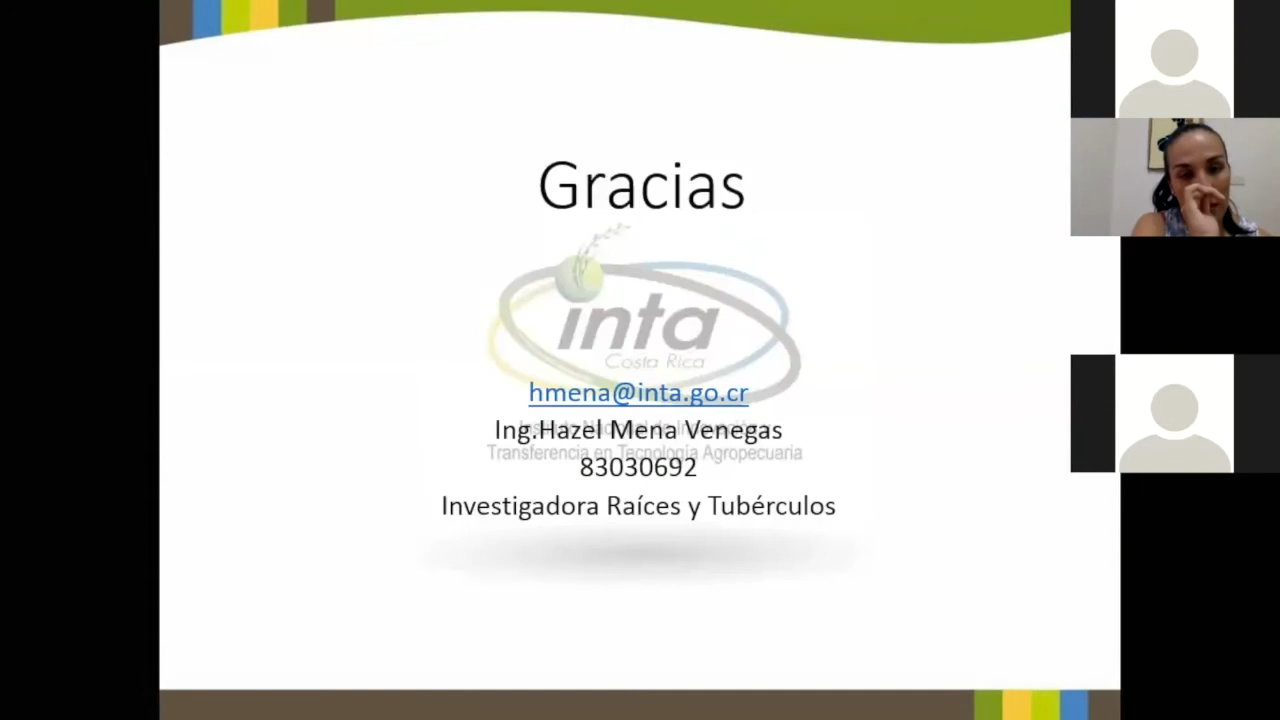 Gracias
inta
Costa Rica
hmena@inta.go.cr
Ing.Hazel Mena Venegas
Transferencia en Tecnología Agropecuaria
83030692
Investigadora Raíces y Tubérculos